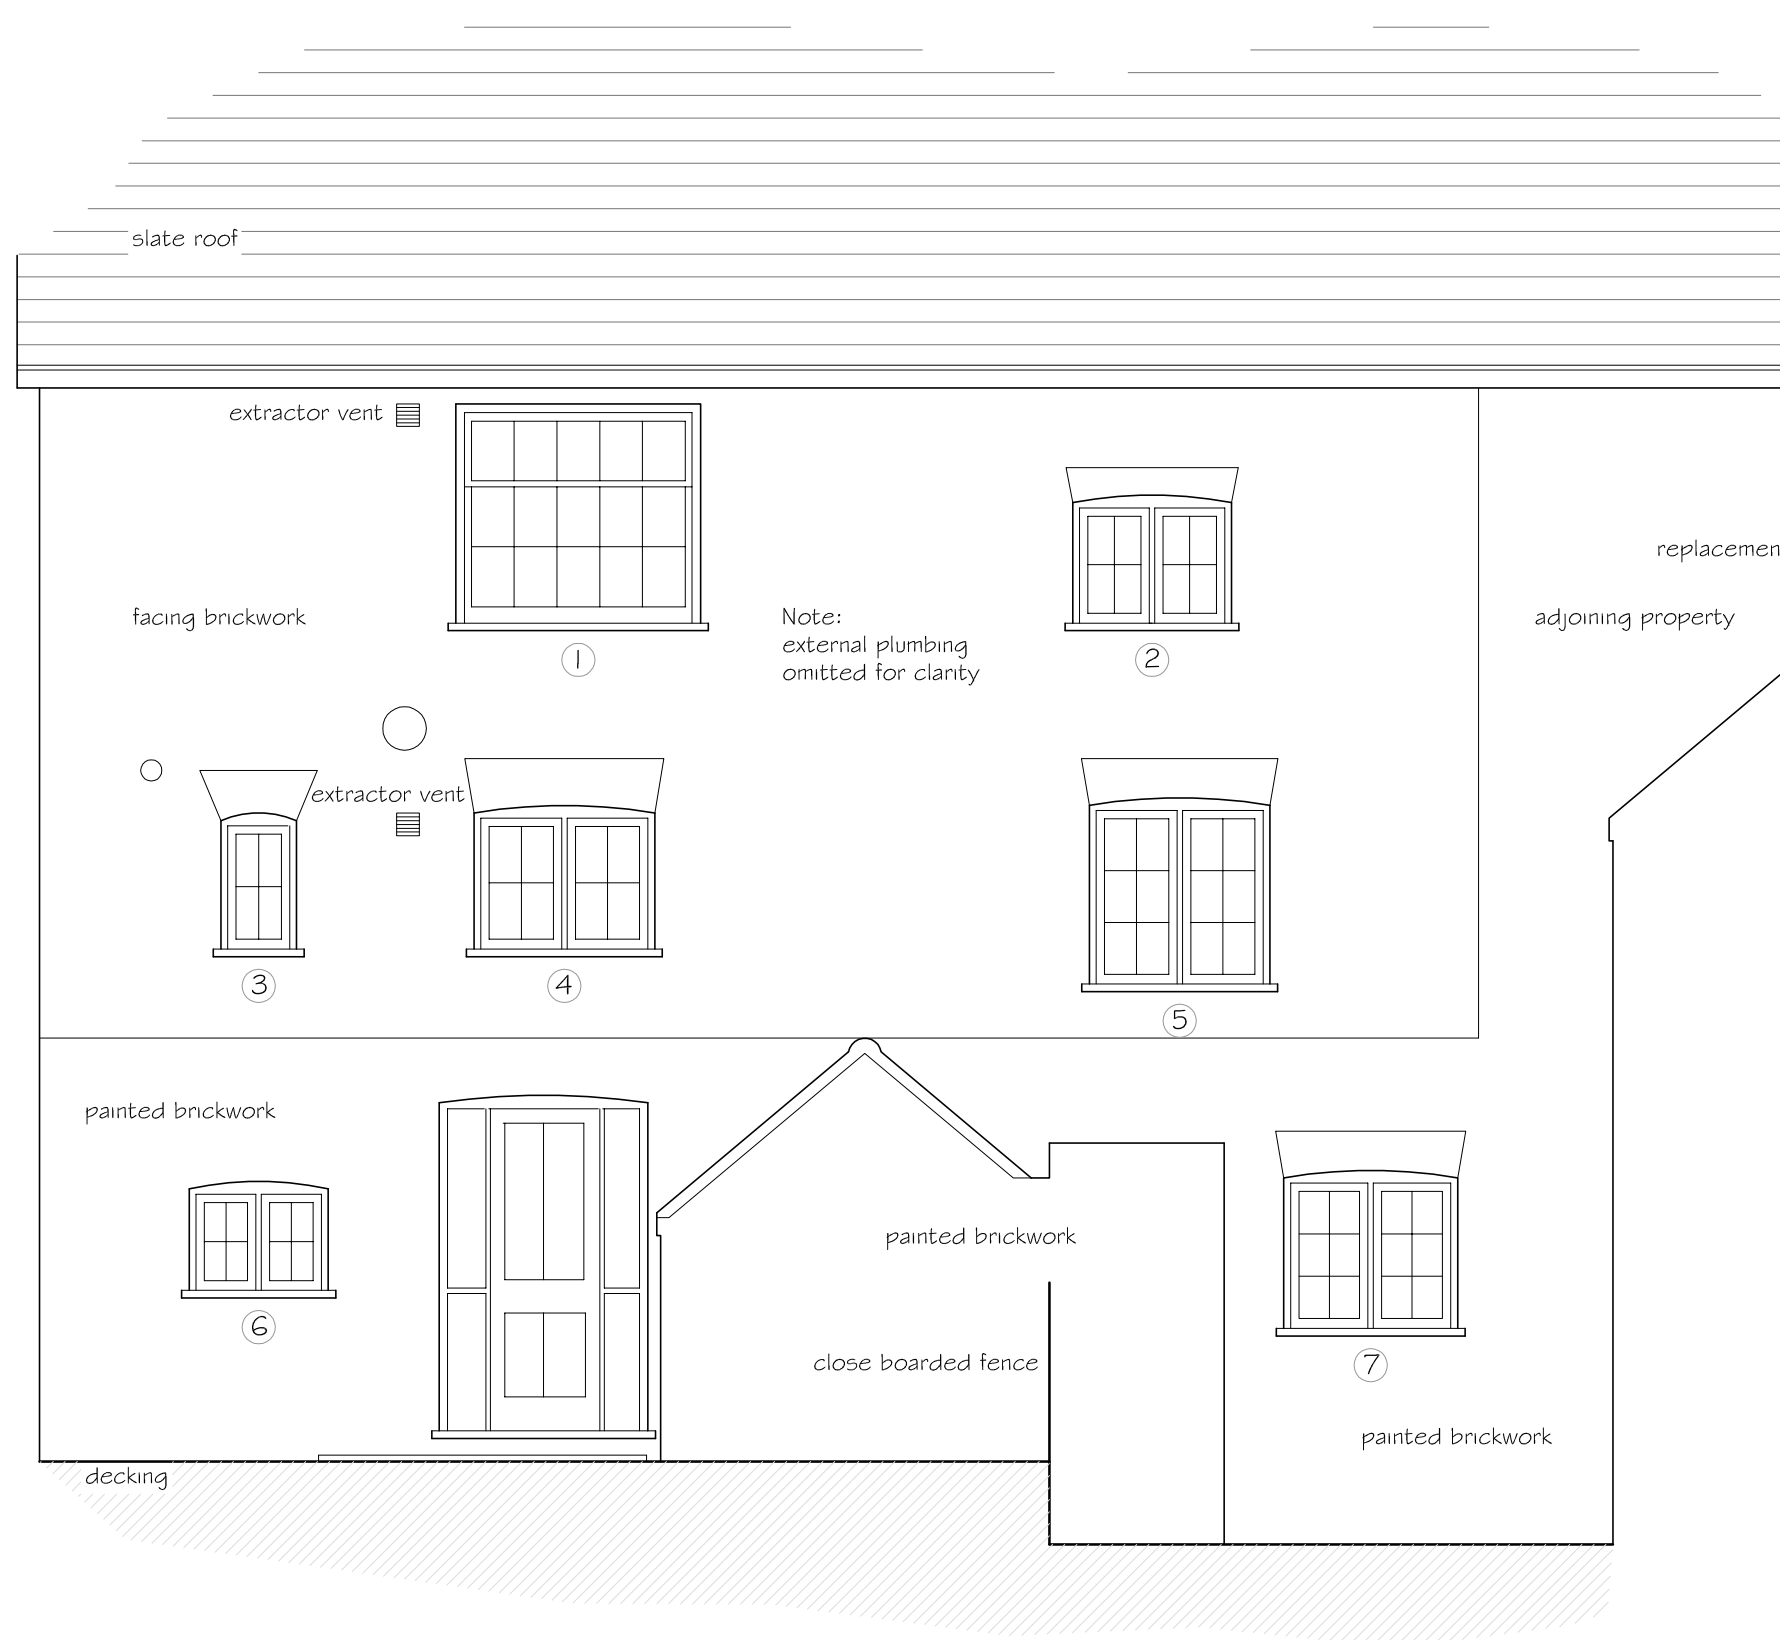 slate roof
extractor vent
replacemen
facing brickwork
Note:
external plumbing
omitted for clarity
adjoining property
1
2
extractor vent
3
4
5
painted brickwork
painted brickwork
6
close boarded fence
7
painted brickwork
decking